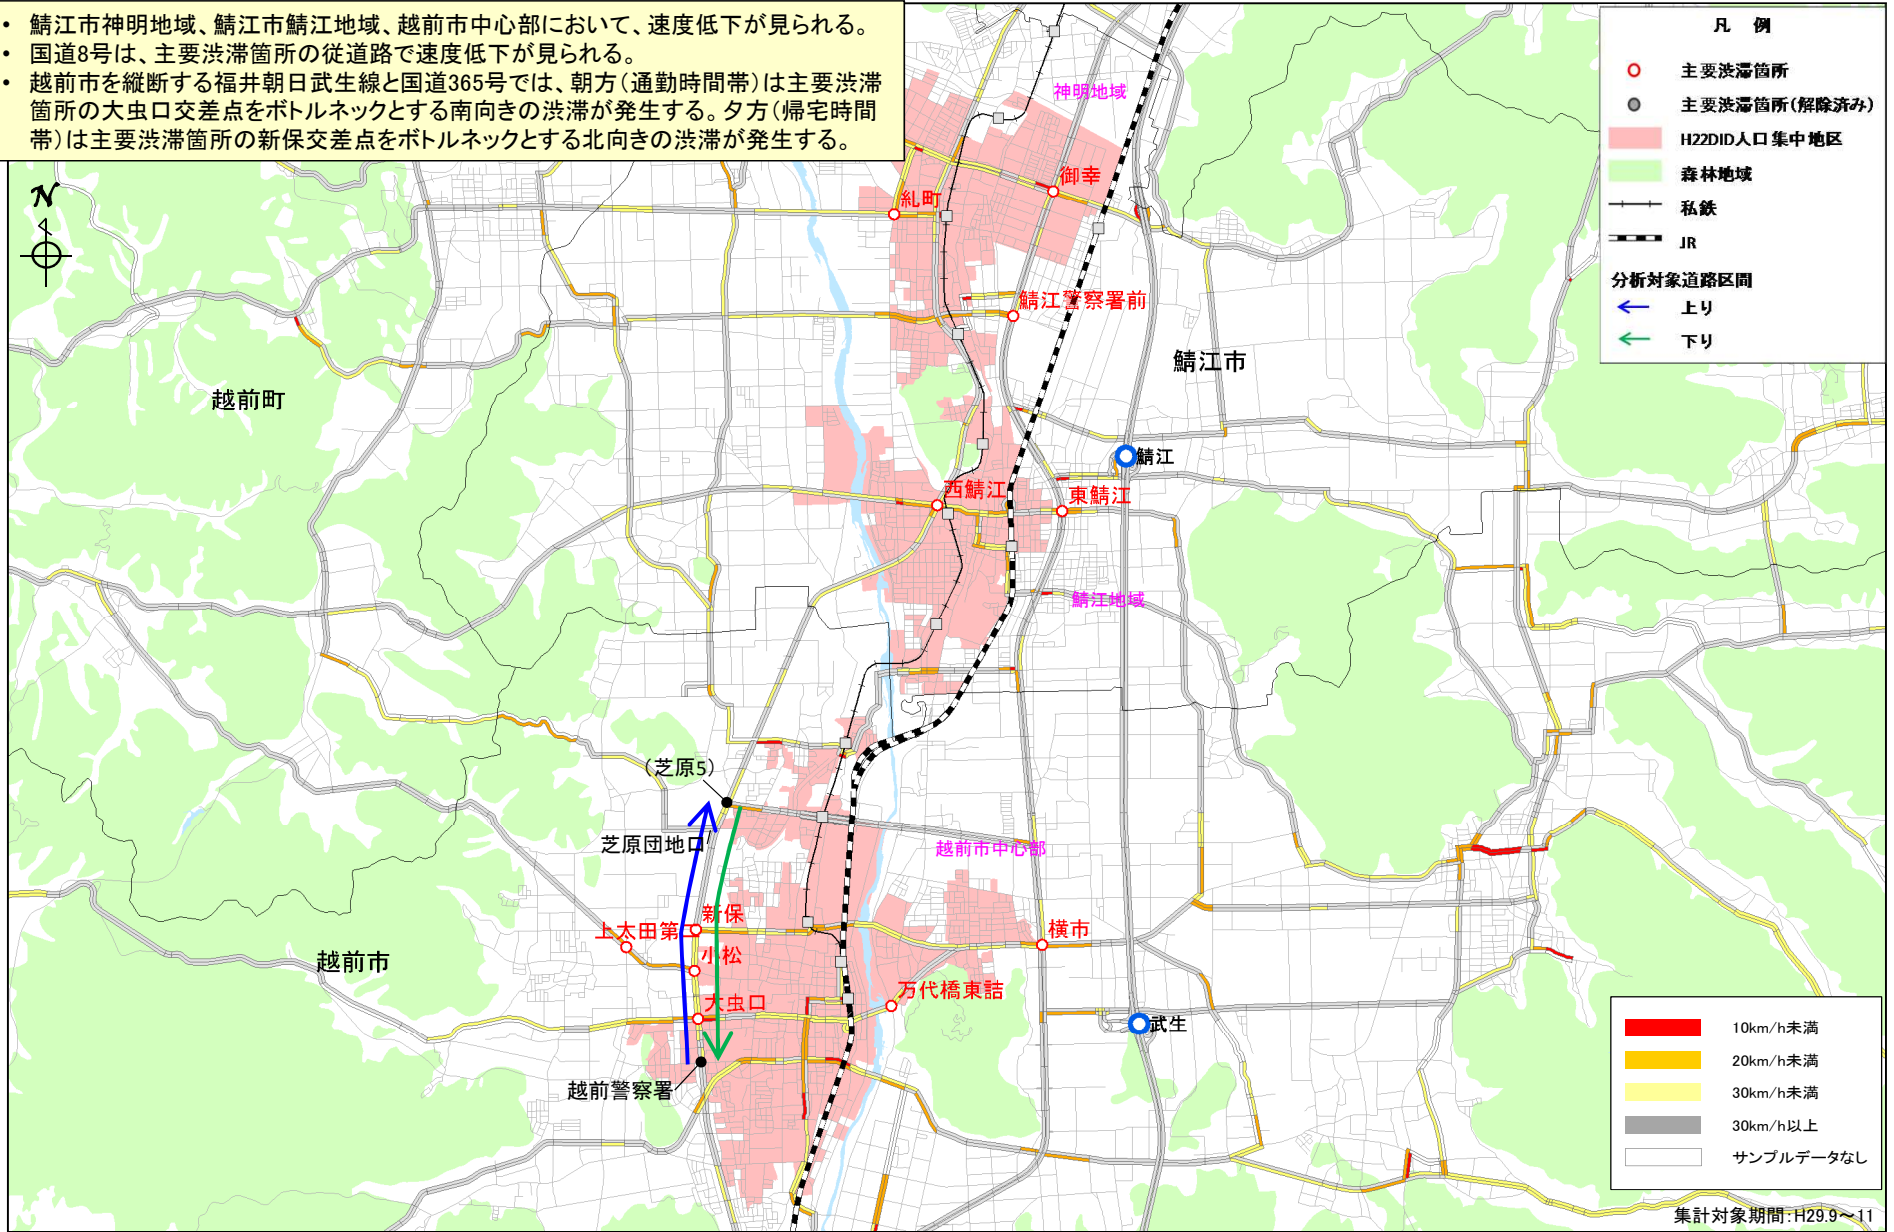 • 鯖江市神明地域、鯖江市鯖江地域、越前市中心部において、速度低下が見られる。
• 国道8号は、主要渋滞箇所の従道路で速度低下が見られる。
• 越前市を縦断する福井朝日武生線と国道365号では、朝方(通勤時間帯)は主要渋滞
箇所の大虫口交差点をボトルネックとする南向きの渋滞が発生する。夕方(帰宅時間
帯)は主要渋滞箇所の新保交差点をボトルネックとする北向きの渋滞が発生する。
凡 例
主要渋滞箇所
主要渋滞箇所(解除済み)
H22DID人口集中地区
森林地域
私鉄
JR
分析対象道路区間
上り
下り
N
神明地域
御幸
糺町
鯖江警察署前
鯖江市
越前町
鯖江
西鯖江
東鯖江
鯖江地域
(芝原5)
芝原団地口
越前市中心部
新保
上太田第二
横市
小松
越前市
万代橋東詰
大虫口
武生
越前警察署
10km/h未満
20km/h未満
30km/h未満
30km/h以上
サンプルデータなし
集計対象期間:H29.9~11